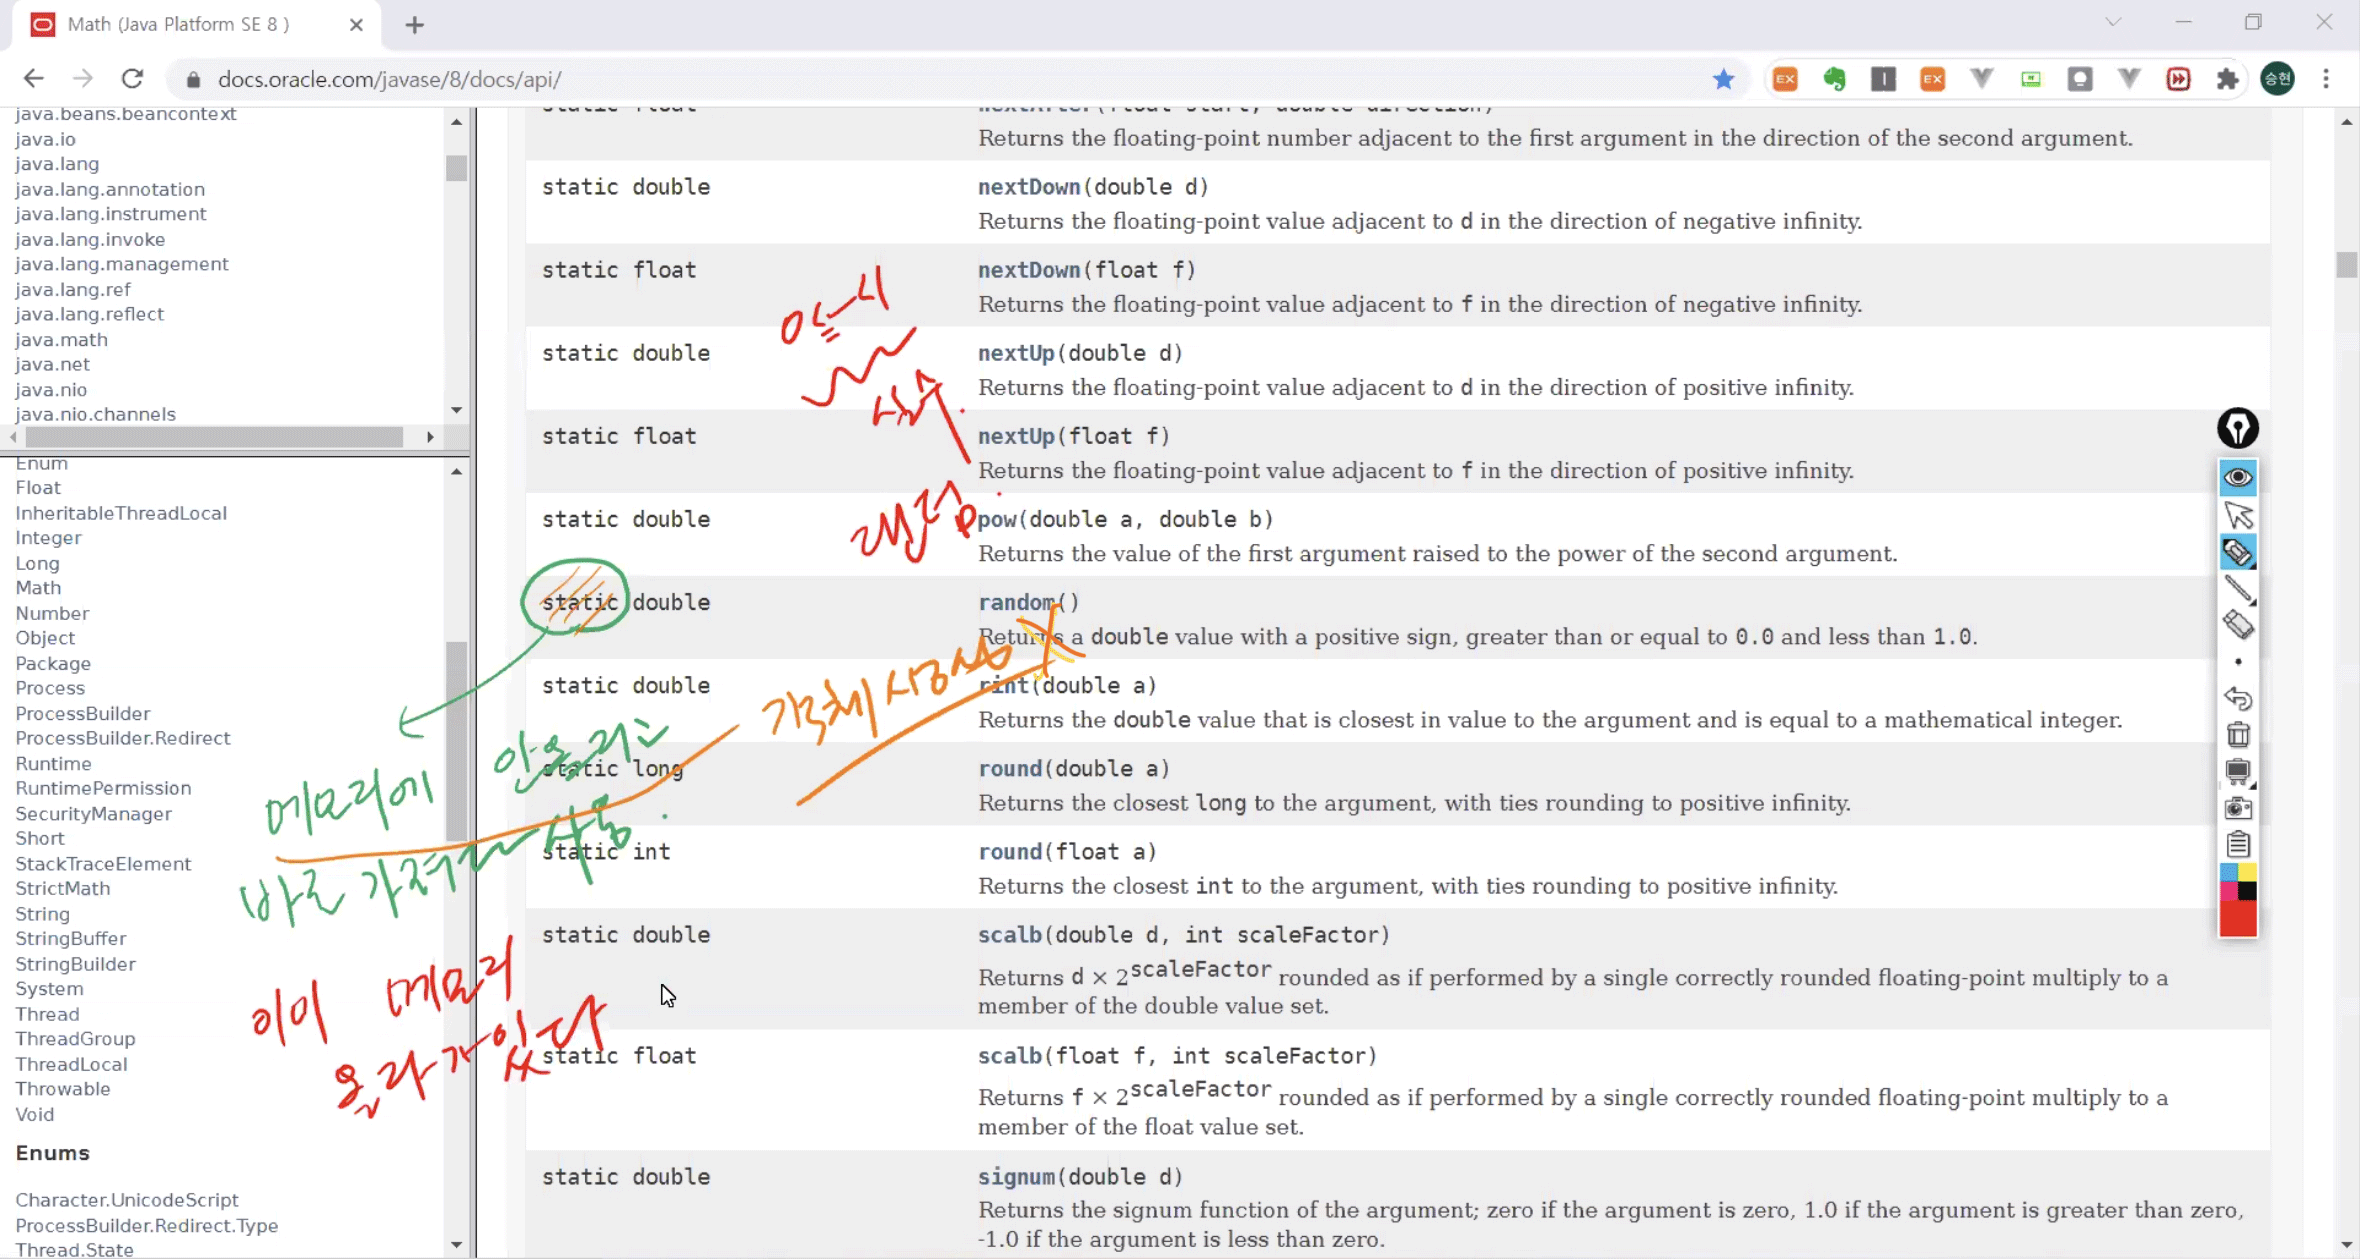 Math (Java Platform SE 8 )
docs.oracle.com/javase/8/docs/api/
EX
EX
승현
java.beans.beancontext
java.io
java.lang
java.lang.annotation
java.lang.instrument
java.lang.invoke
java.lang.management
java.lang.ref
java.lang.reflect
java.math
java.net
java.nio
java.nio.channels
Enum
Float
InheritableThreadLocal
Integer
Long
Math
Number
Object
Package
Process
ProcessBuilder
ProcessBuilder.Redirect
Runtime
RuntimePermission
SecurityManager
Short
StackTraceElement
StrictMath
String
StringBuffer
StringBuilder
System
Thread
ThreadGroup
ThreadLocal
Throwable
Void
Enums
Character.UnicodeScript
ProcessBuilder.Redirect.Type
Thread.State
static float nextAfter(float start, double direction)
Returns the floating-point number adjacent to the first argument in the direction of the second argument.
static double nextDown(double d)
Returns the floating-point value adjacent to d in the direction of negative infinity.
static float nextDown(float f)
Returns the floating-point value adjacent to f in the direction of negative infinity.
static double nextUp(double d)
Returns the floating-point value adjacent to d in the direction of positive infinity.
static float nextUp(float f)
Returns the floating-point value adjacent to f in the direction of positive infinity.
static double pow(double a, double b)
Returns the value of the first argument raised to the power of the second argument.
static double random()
Returns a double value with a positive sign, greater than or equal to 0.0 and less than 1.0.
static double rint(double a)
Returns the double value that is closest in value to the argument and is equal to a mathematical integer.
static long round(double a)
Returns the closest long to the argument, with ties rounding to positive infinity.
static int round(float a)
Returns the closest int to the argument, with ties rounding to positive infinity.
static double scalb(double d, int scaleFactor)
Returns d × 2scaleFactor rounded as if performed by a single correctly rounded floating-point multiply to a
member of the double value set.
static float scalb(float f, int scaleFactor)
Returns f × 2scaleFactor rounded as if performed by a single correctly rounded floating-point multiply to a
member of the float value set.
static double signum(double d)
Returns the signum function of the argument; zero if the argument is zero, 1.0 if the argument is greater than zero,
-1.0 if the argument is less than zero.
메모리에 안올리고
바로 사용
이미 메모리
올라가있다
X